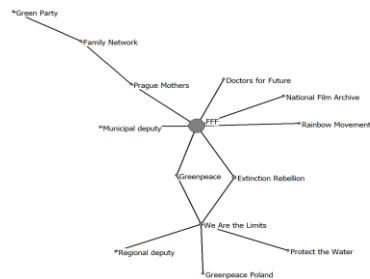 Green Party
Family Network
Prague Mothers
Doctors for Future
National Film Archive
FFF
Rainbow Movement
Municipal deputy
Greenpeace
Extinction Rebellion
We Are the Limits
Regional deputy
Protect the Water
Greenpeace Poland